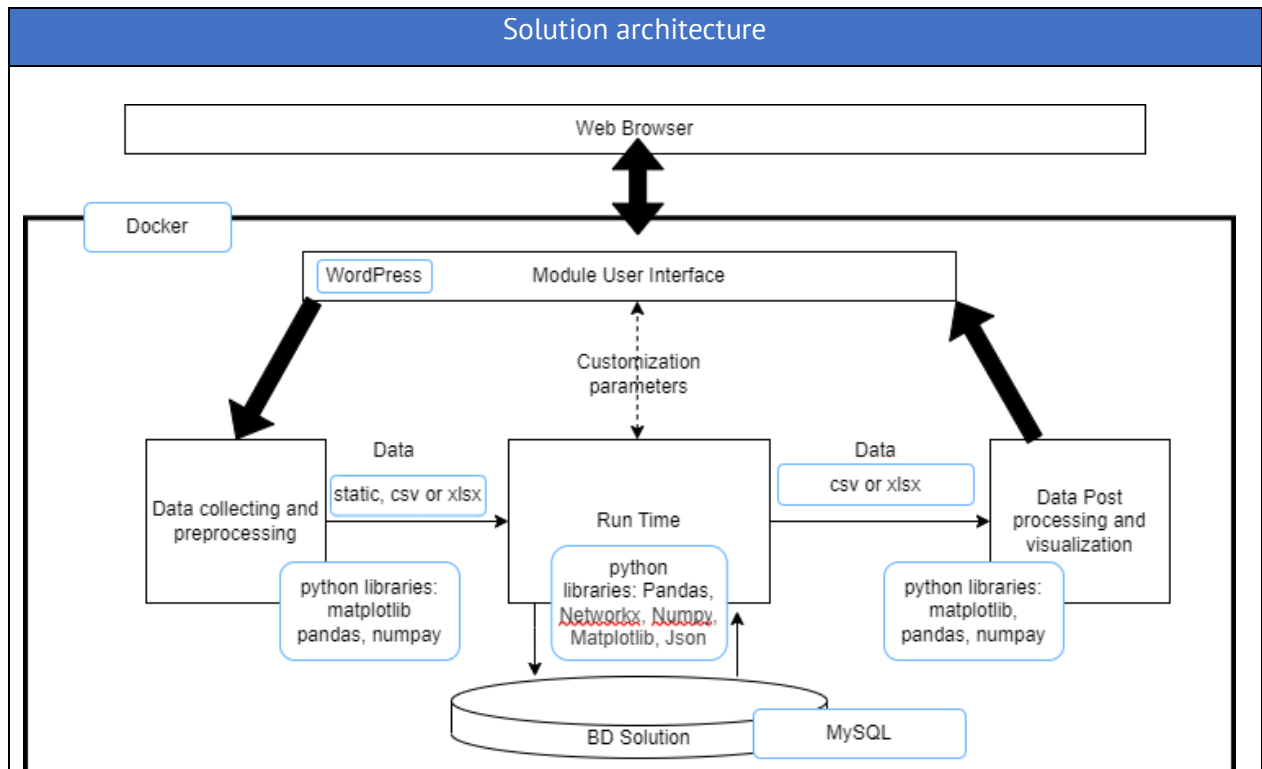 Solution architecture
Web Browser
Docker
WordPress
Module User Interface
Customization
parameters
Data
static, csv or xlsx
Data
csv or xlsx
Data collecting and
preprocessing
Run Time
Data Post
processing and
visualization
python libraries:
matplotlib
pandas, numpay
python
libraries: Pandas,
Networkx, Numpy,
Matplotlib, Json
python libraries:
matplotlib,
pandas, numpay
BD Solution
MySQL